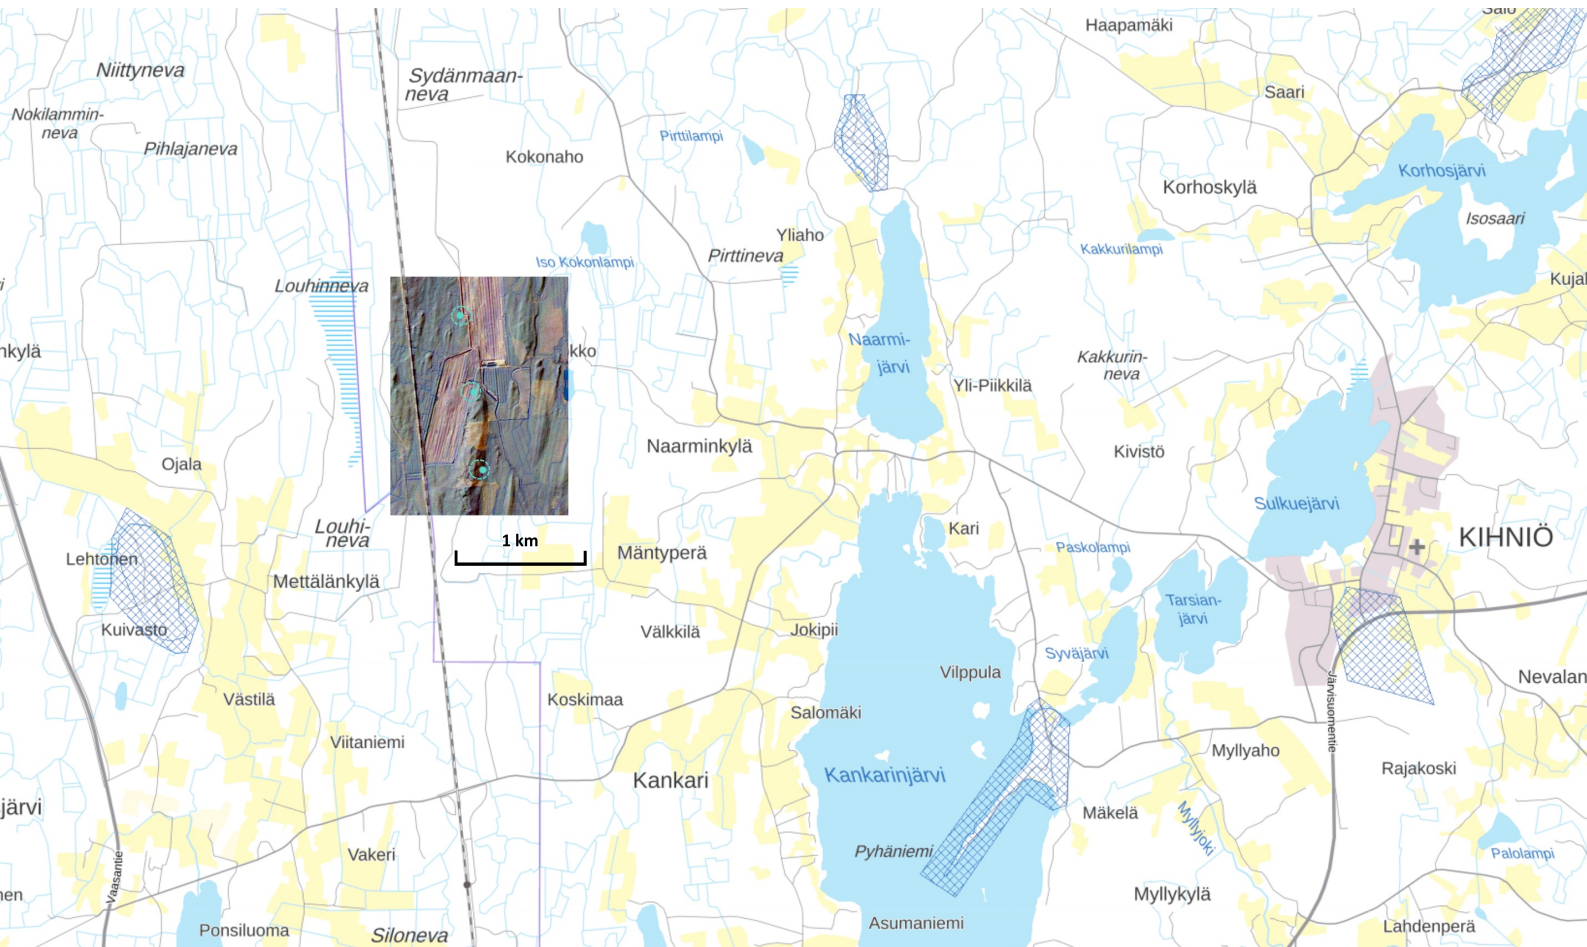 Salo
Haapamäki
Niittyneva
Sydänmaan-
neva
Saari
Nokilammin-
neva
Pirttilampi
Pihlajaneva
Kokonaho
Korhosjärvi
Korhoskylä
Isosaari
Yliaho
Kakkurilampi
Pirttineva
Iso Kokonlampi
Louhinneva
Kujal
Naarmi-
järvi
nkylä
kko
Kakkurin-
neva
Yli-Piikkilä
Naarminkylä
Kivistö
Ojala
Sulkuejärvi
Louhi-
neva
Kari
KIHNIÖ
1 km
Mäntyperä
Paskolampi
Lehtonen
Mettälänkylä
Tarsian-
järvi
Kuivasto
Välkkilä
Jokipii
Syväjärvi
Vilppula
Nevalan
Västilä
Koskimaa
Salomäki
Järvisuomentie
Viitaniemi
Myllyaho
Kankari
Kankarinjärvi
Rajakoski
järvi
Mäkelä
Myllyjoki
Vakeri
Pyhäniemi
Palolampi
Vaasantie
nen
Myllykylä
Ponsiluoma
Siloneva
Asumaniemi
Lahdenperä